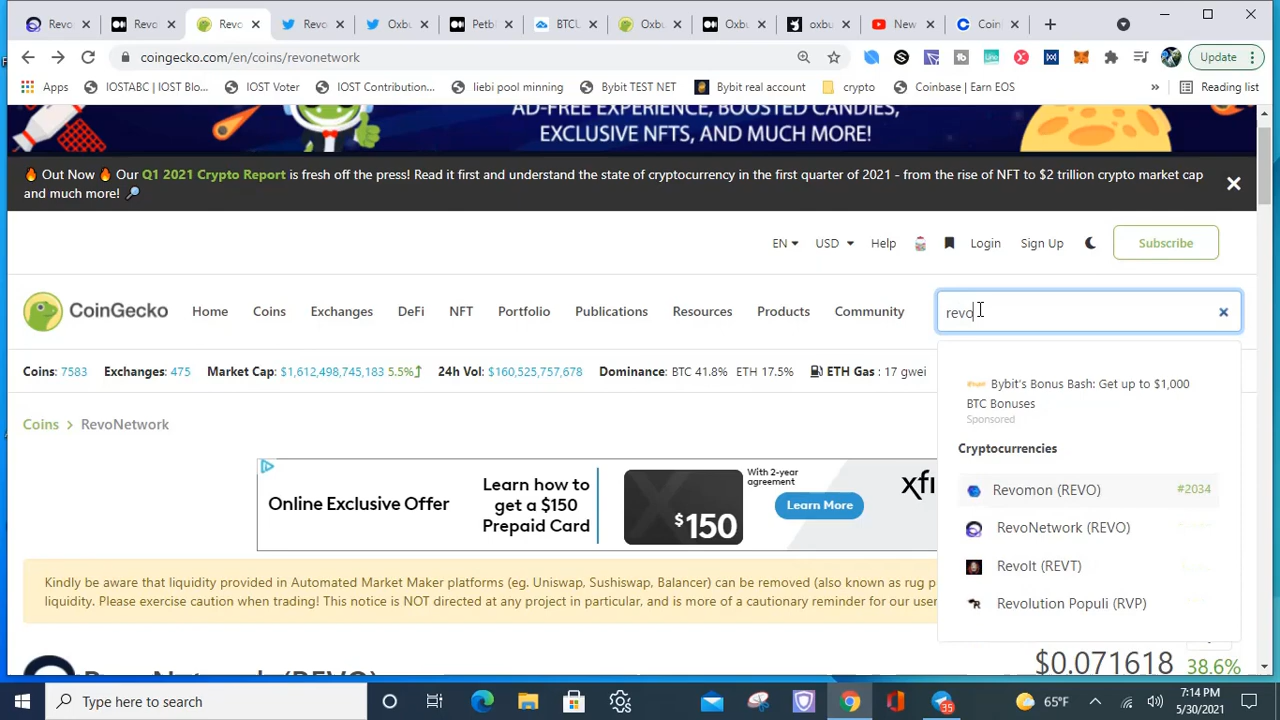 Revo
Revo
Revo
Revo
Oxbu
Petbl
BTCU
Oxbu
Oxbu
oxbu
New
Coin
coingecko.com/en/coins/revonetwork
Update
Apps
IOSTABC | IOST Blo...
IOST Voter
IOST Contribution...
liebi pool minning
Bybit TEST NET
Bybit real account
crypto
Coinbase | Earn EOS
»
Reading list
AD-FREE EXPERIENCE, BOOSTED CANDIES,
EXCLUSIVE NFTS, AND MUCH MORE!
🔥 Out Now 🔥 Our Q1 2021 Crypto Report is fresh off the press! Read it first and understand the state of cryptocurrency in the first quarter of 2021 - from the rise of NFT to $2 trillion crypto market cap
and much more! 🔎
EN
USD
Help
Login
Sign Up
Subscribe
CoinGecko
Home
Coins
Exchanges
DeFi
NFT
Portfolio
Publications
Resources
Products
Community
revo
Coins: 7583
Exchanges: 475
Market Cap: $1,612,498,745,183 5.5%
24h Vol: $160,525,757,678
Dominance: BTC 41.8% ETH 17.5%
ETH Gas: 17 gwei
Bybit's Bonus Bash: Get up to $1,000
BTC Bonuses
Sponsored
Coins > RevoNetwork
Cryptocurrencies
Online Exclusive Offer
Learn how to
get a $150
Prepaid Card
$150
With 2-year
agreement
Learn More
xfi
Revomon (REVO)
#2034
RevoNetwork (REVO)
Revolt (REVT)
Revolution Populi (RVP)
Kindly be aware that liquidity provided in Automated Market Maker platforms (eg. Uniswap, Sushiswap, Balancer) can be removed (also known as rug p
liquidity. Please exercise caution when trading! This notice is NOT directed at any project in particular, and is more of a cautionary reminder for our use
RevoNetwork (REVO)
$0.071618
38.6%
Type here to search
35
65°F
7:14 PM
5/30/2021